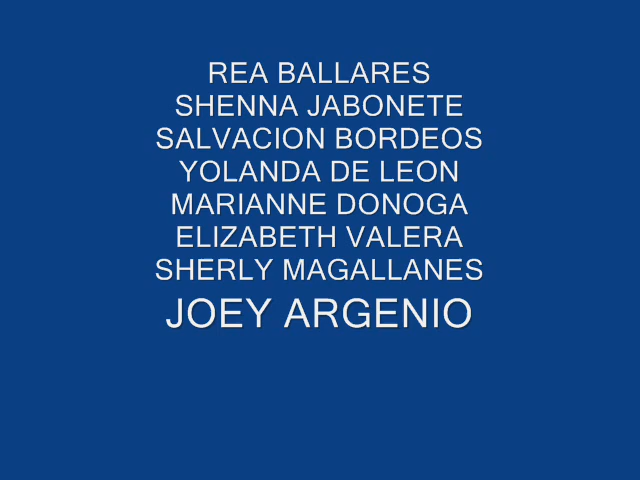 REA BALLARES
SHENNA JABONETE
SALVACION BORDEOS
YOLANDA DE LEON
MARIANNE DONOGA
ELIZABETH VALERA
SHERLY MAGALLANES
JOEY ARGENIO